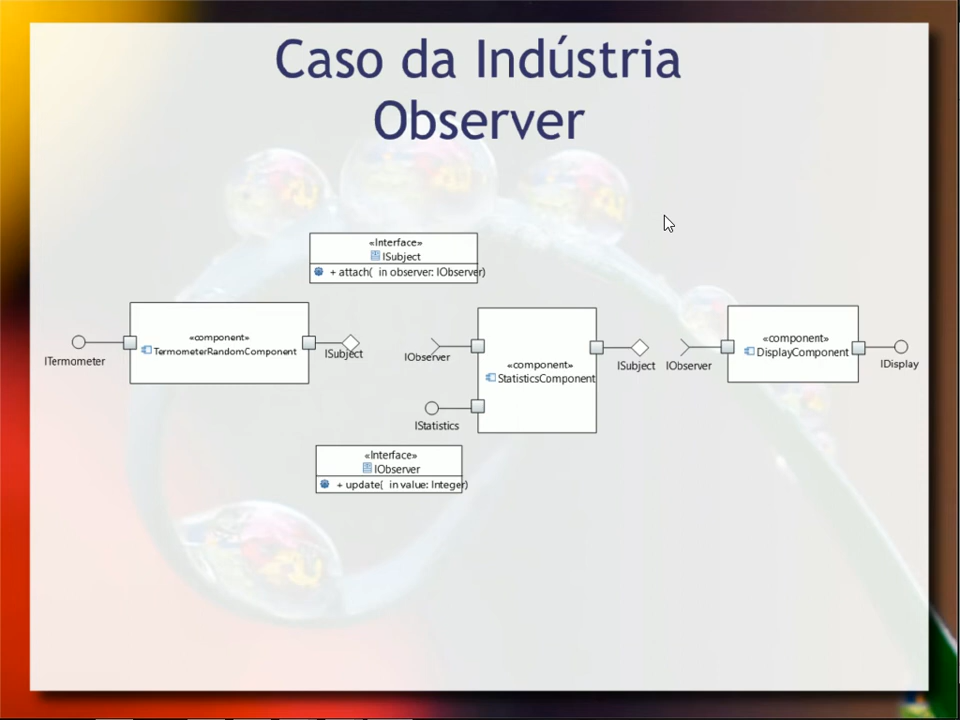 Caso da Indústria
Observer
«Interface»
ISubject
+ attach( in observer: IObserver)
«component»
TermometerRandomComponent
ITermometer
ISubject
IObserver
«component»
StatisticsComponent
IStatistics
ISubject
IObserver
«component»
DisplayComponent
IDisplay
«Interface»
IObserver
+ update( in value: Integer)